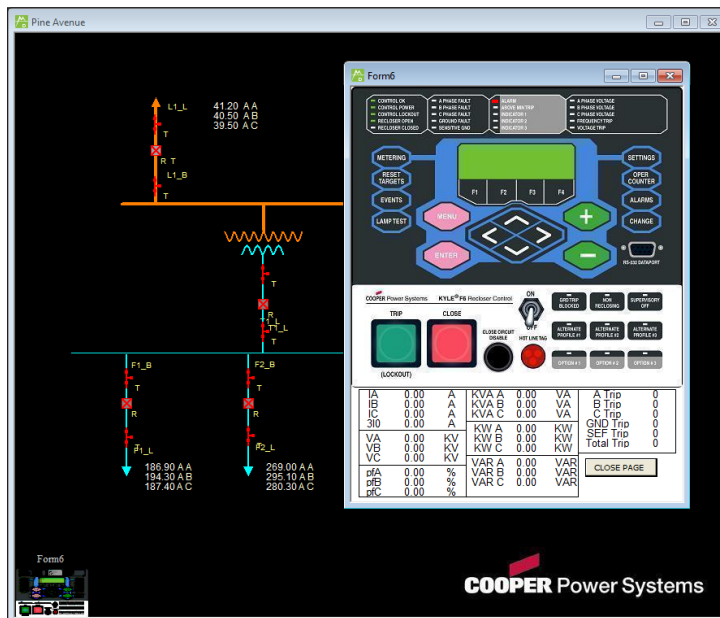 Pine Avenue
L1_L
41.20 A A
40.50 A B
39.50 A C
T
R T
L1_B
T
T
R
T1_L
T
F1_B
F2_B
T
T
R
R
T
T
F1_L
F2_L
186.90 A A
194.30 A B
187.40 A C
269.00 A A
295.10 A B
280.30 A C
Form6
COOPER Power Systems
Form6
CONTROL OK
CONTROL POWER
CONTROL LOCKOUT
RECLOSER OPEN
RECLOSER CLOSED
A PHASE FAULT
B PHASE FAULT
C PHASE FAULT
GROUND FAULT
SENSITIVE GND
ALARM
ABOVE MIN TRIP
INDICATOR 1
INDICATOR 2
INDICATOR 3
A PHASE VOLTAGE
B PHASE VOLTAGE
C PHASE VOLTAGE
FREQUENCY TRIP
VOLTAGE TRIP
METERING
RESET TARGETS
EVENTS
LAMP TEST
F1 F2 F3 F4
MENU
ENTER
SETTINGS
OPER COUNTER
ALARMS
CHANGE
RS-232 DATAPORT
COOPER Power Systems KYLE® F6 Recloser Control
TRIP
(LOCKOUT)
CLOSE
CLOSE CIRCUIT
DISABLE
ON
OFF
HOT LINE TAG
GRD TRIP BLOCKED
NON RECLOSING
SUPERVISORY OFF
ALTERNATE PROFILE #1
ALTERNATE PROFILE #2
ALTERNATE PROFILE #3
OPTION #1
OPTION #2
OPTION #3
IA 0.00 A
IB 0.00 A
IC 0.00 A
3I0 0.00 A
VA 0.00 KV
VB 0.00 KV
VC 0.00 KV
pfA 0.00 %
pfB 0.00 %
pfC 0.00 %
KVA A 0.00 VA
KVA B 0.00 VA
KVA C 0.00 VA
KW A 0.00 KW
KW B 0.00 KW
KW C 0.00 KW
VAR A 0.00 VAR
VAR B 0.00 VAR
VAR C 0.00 VAR
A Trip 0
B Trip 0
C Trip 0
GND Trip 0
SEF Trip 0
Total Trip 0
CLOSE PAGE